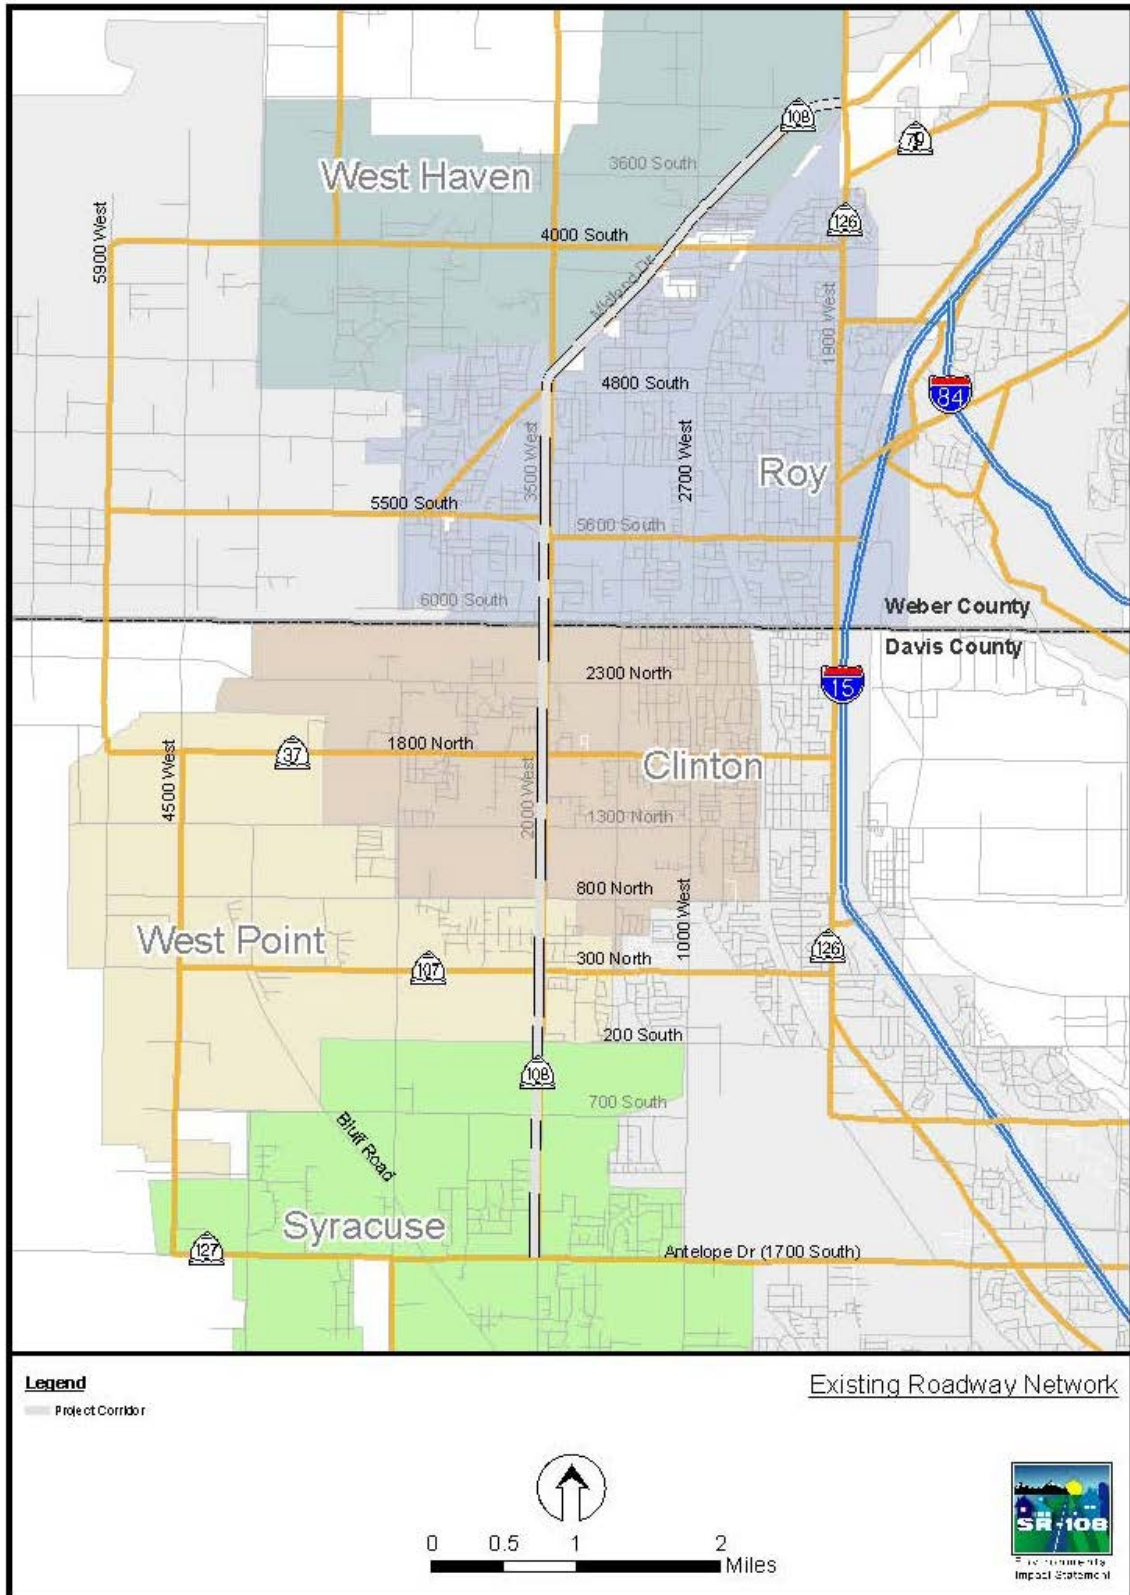 108
79
3600 South
West Haven
126
5900 West
4000 South
Midland Dr
1900 West
4800 South
84
3500 West
2700 West
Roy
5500 South
5600 South
6000 South
Weber County
Davis County
2300 North
15
1800 North
37
Clinton
4500 West
2000 West
1300 North
800 North
1000 West
West Point
126
300 North
107
200 South
108
700 South
Bluff Road
Syracuse
127
Antelope Dr (1700 South)
Legend
Project Corridor
Existing Roadway Network
0 0.5 1 2
Miles
SR-108
Environmental
Impact Statement